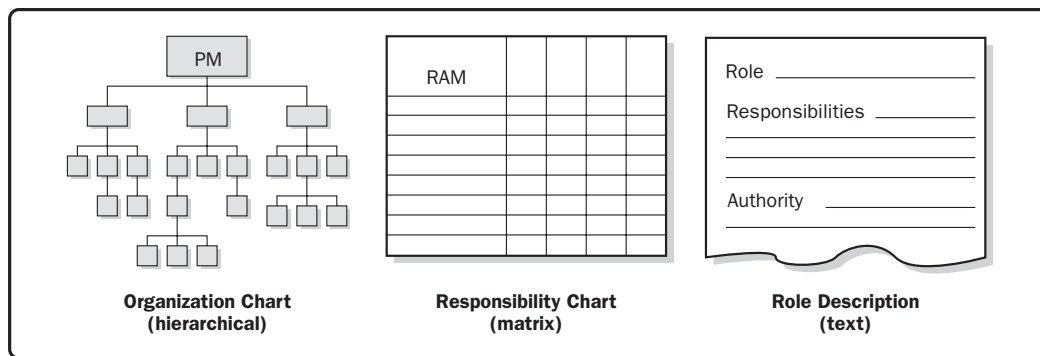 PM
RAM
Role
Responsibilities
Authority
Organization Chart
(hierarchical)
Responsibility Chart
(matrix)
Role Description
(text)